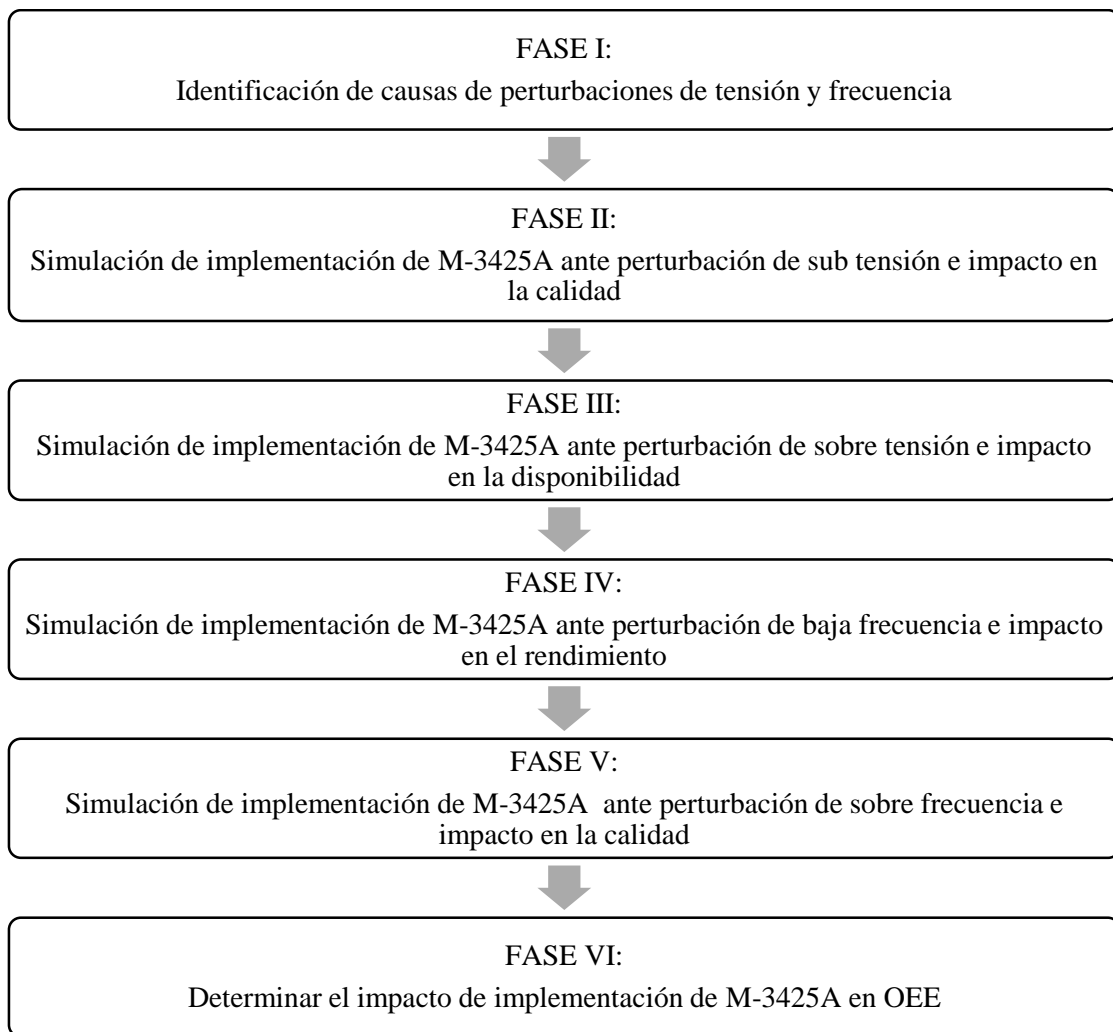 FASE I:
Identificación de causas de perturbaciones de tensión y frecuencia
FASE II:
Simulación de implementación de M-3425A ante perturbación de sub tensión e impacto en
la calidad
FASE III:
Simulación de implementación de M-3425A ante perturbación de sobre tensión e impacto
en la disponibilidad
FASE IV:
Simulación de implementación de M-3425A ante perturbación de baja frecuencia e impacto
en el rendimiento
FASE V:
Simulación de implementación de M-3425A ante perturbación de sobre frecuencia e
impacto en la calidad
FASE VI:
Determinar el impacto de implementación de M-3425A en OEE